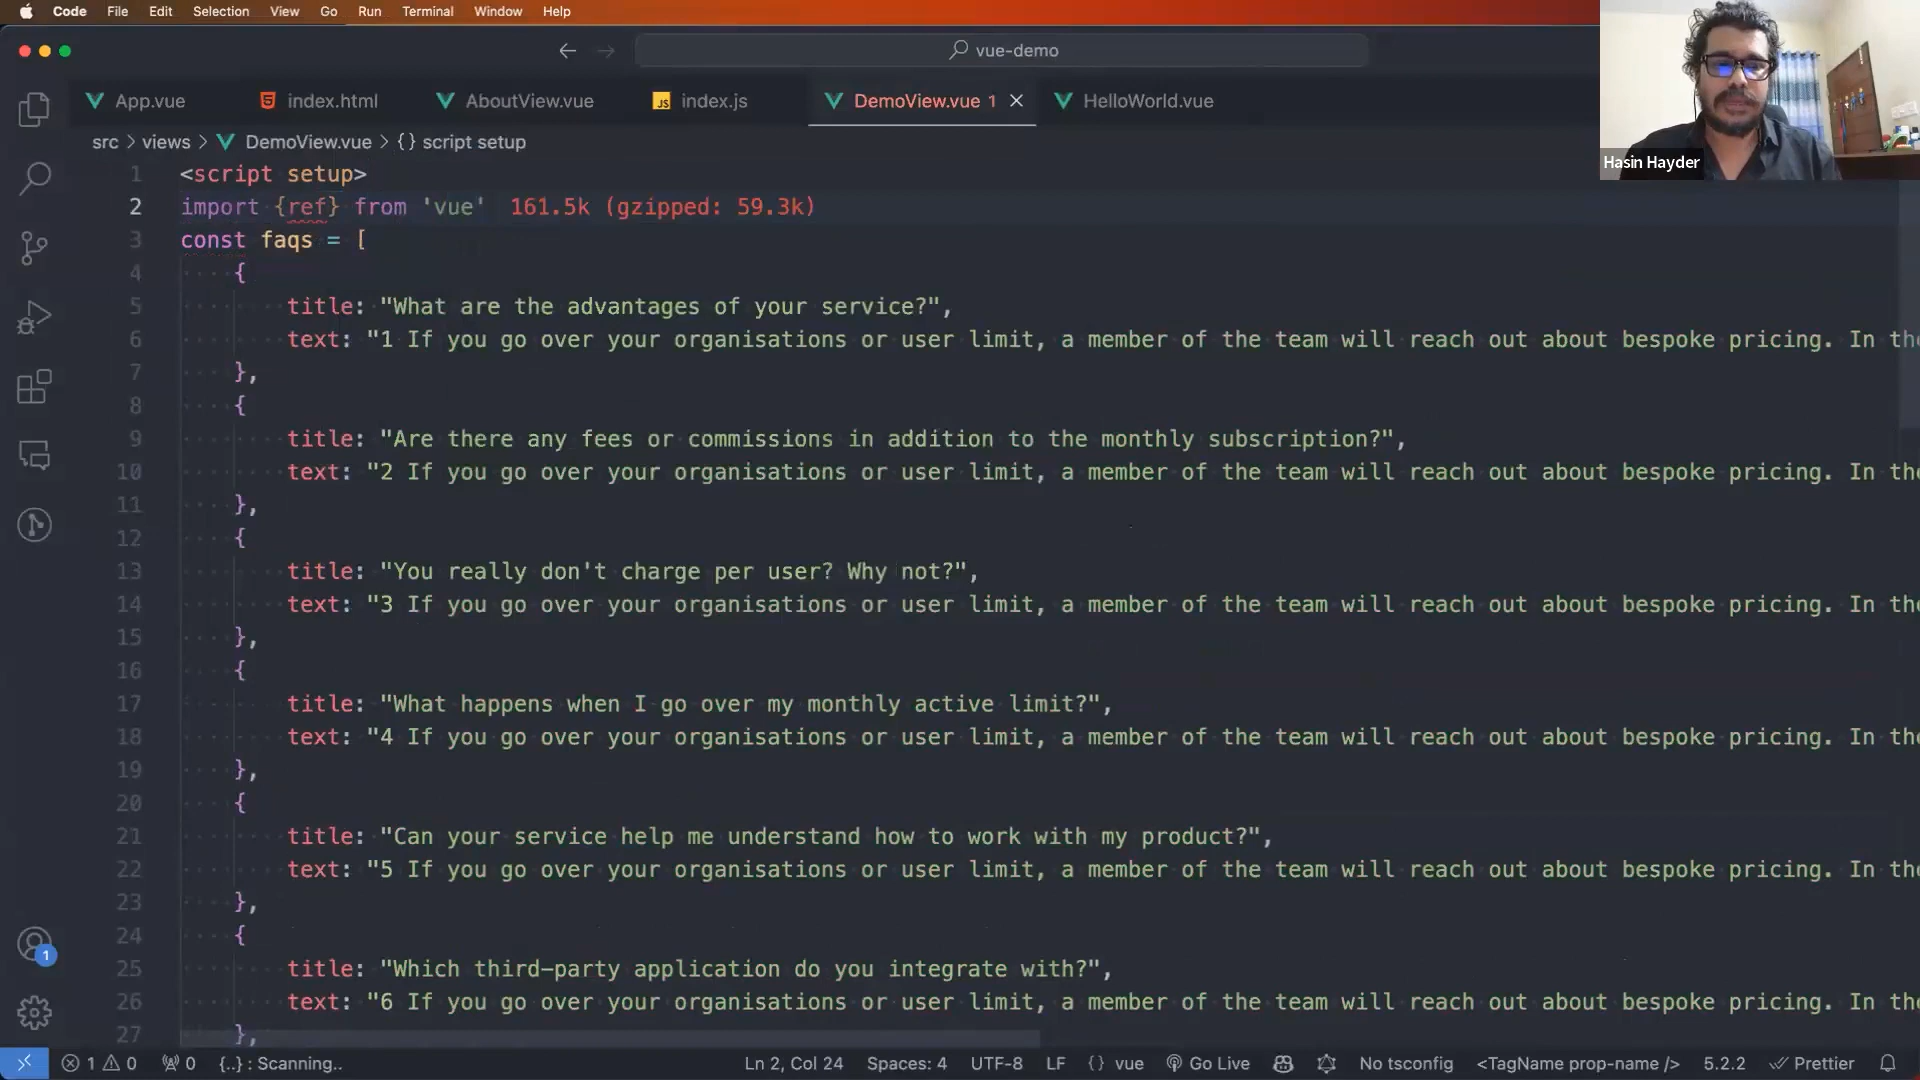 Code File Edit Selection View Go Run Terminal Window Help
vue-demo
App.vue index.html AboutView.vue JS index.js DemoView.vue 1 HelloWorld.vue
Hasin Hayder
src > views > DemoView.vue > {} script setup
1 <script setup>
2 import {ref} from 'vue' 161.5k (gzipped: 59.3k)
3 const faqs = [
4 {
5 title: "What are the advantages of your service?",
6 text: "1 If you go over your organisations or user limit, a member of the team will reach out about bespoke pricing. In the
7 },
8 {
9 title: "Are there any fees or commissions in addition to the monthly subscription?",
10 text: "2 If you go over your organisations or user limit, a member of the team will reach out about bespoke pricing. In the
11 },
12 {
13 title: "You really don't charge per user? Why not?",
14 text: "3 If you go over your organisations or user limit, a member of the team will reach out about bespoke pricing. In the
15 },
16 {
17 title: "What happens when I go over my monthly active limit?",
18 text: "4 If you go over your organisations or user limit, a member of the team will reach out about bespoke pricing. In the
19 },
20 {
21 title: "Can your service help me understand how to work with my product?",
22 text: "5 If you go over your organisations or user limit, a member of the team will reach out about bespoke pricing. In the
23 },
24 {
25 title: "Which third-party application do you integrate with?",
26 text: "6 If you go over your organisations or user limit, a member of the team will reach out about bespoke pricing. In the
27 },
1
1 0 0 {..} : Scanning.. Ln 2, Col 24 Spaces: 4 UTF-8 LF {} vue Go Live No tsconfig <TagName prop-name /> 5.2.2 Prettier